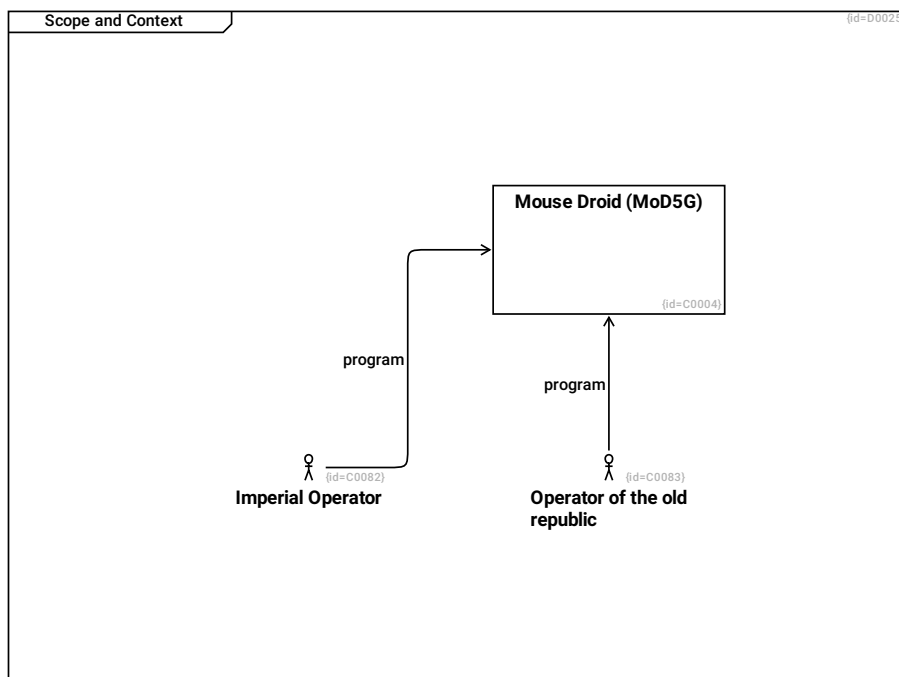 Scope and Context
{id=D0025
Mouse Droid (MoD5G)
{id=C0004}
program
program
{id=C0082}
{id=C0083}
Imperial Operator
Operator of the old
republic